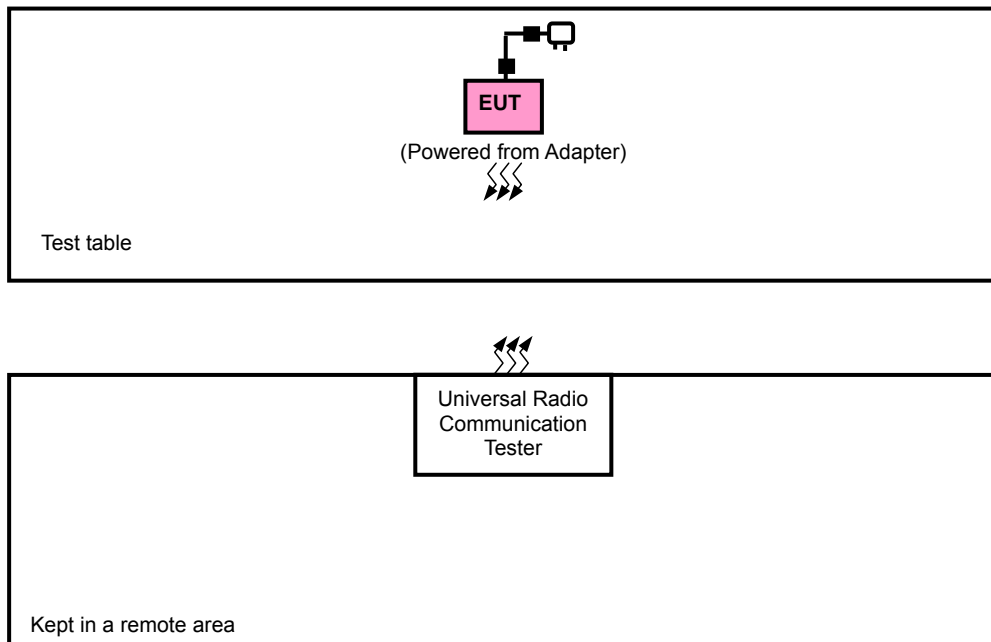 EUT
(Powered from Adapter)
Test table
Universal Radio
Communication
Tester
Kept in a remote area